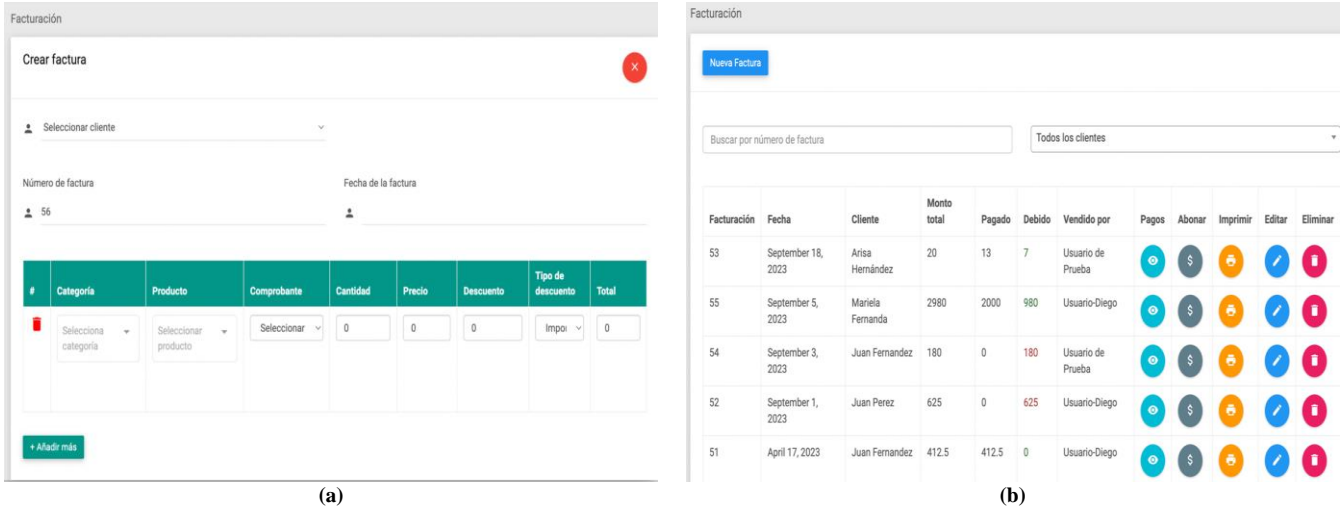 Facturación
Crear factura
Seleccionar cliente
Número de factura
Fecha de la factura
56
# Categoría Producto Comprobante Cantidad Precio Descuento Tipo de descuento Total
Selecciona categoría Seleccionar producto Seleccionar 0 0 0 Impo 0
+ Añadir más
(a)
Facturación
Nueva Factura
Buscar por número de factura
Todos los clientes
Facturación Fecha Cliente Monto total Pagado Debido Vendido por Pagos Abonar Imprimir Editar Eliminar
53 September 18, 2023 Arisa Hernández 20 13 7 Usuario de Prueba
55 September 5, 2023 Mariela Fernanda 2980 2000 980 Usuario-Diego
54 September 3, 2023 Juan Fernandez 180 0 180 Usuario de Prueba
52 September 1, 2023 Juan Perez 625 0 625 Usuario-Diego
51 April 17, 2023 Juan Fernandez 412.5 412.5 0 Usuario-Diego
(b)